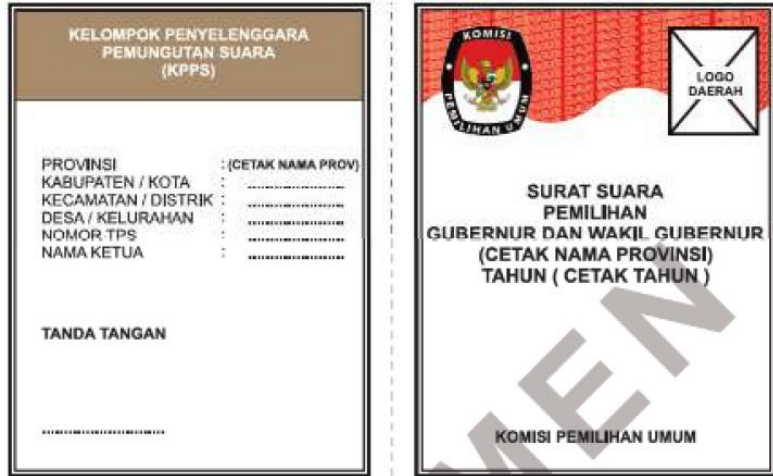 KELOMPOK PENYELENGGARA
PEMUNGUTAN SUARA
(KPPS)
PROVINSI : (CETAK NAMA PROV)
KABUPATEN / KOTA : ........................
KECAMATAN / DISTRIK : ........................
DESA / KELURAHAN : ........................
NOMOR TPS : ........................
NAMA KETUA : ........................
TANDA TANGAN
..............................
KOMISI
PEMILIHAN UMUM
LOGO
DAERAH
SURAT SUARA
PEMILIHAN
GUBERNUR DAN WAKIL GUBERNUR
(CETAK NAMA PROVINSI)
TAHUN ( CETAK TAHUN )
KOMISI PEMILIHAN UMUM
MEN